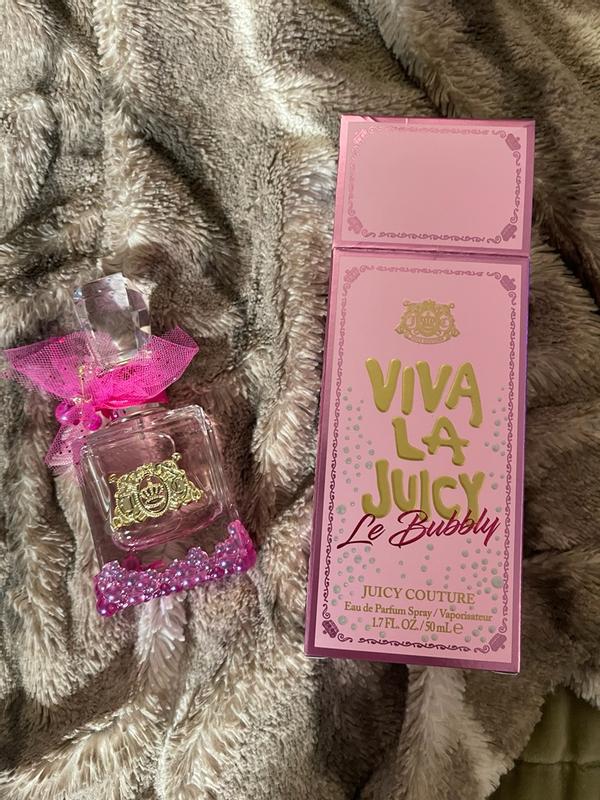 VIVA
LA
JUICY
Le Bubbly
JUICY COUTURE
Eau de Parfum Spray / Vaporisateur
1.7 FL. OZ. / 50 mL ℮